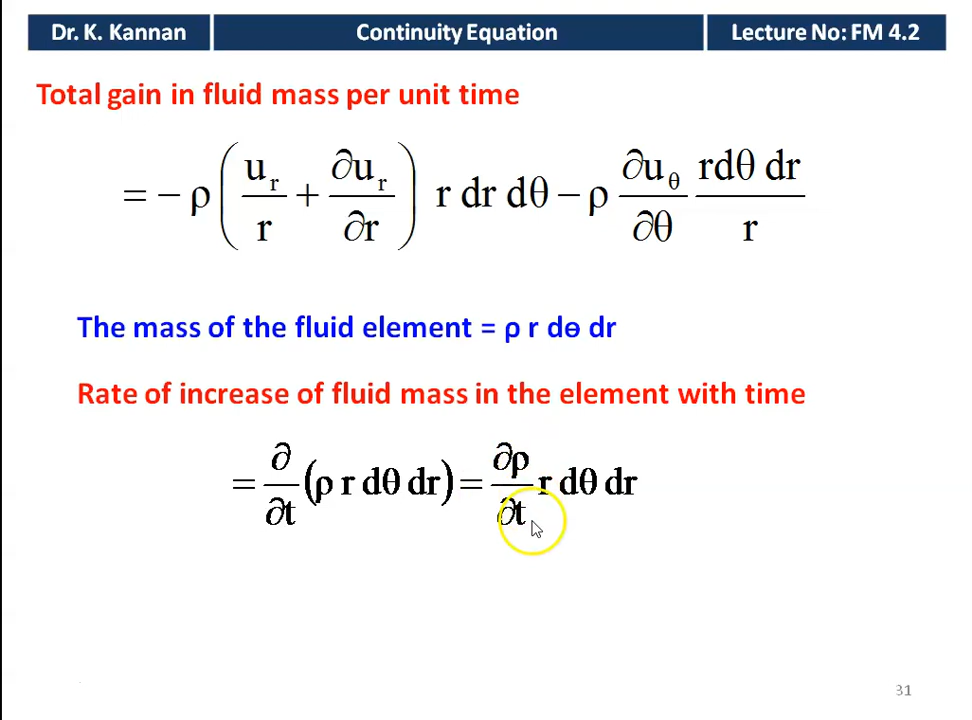 Dr. K. Kannan Continuity Equation Lecture No: FM 4.2
Total gain in fluid mass per unit time
= − ρ (u_r/r + ∂u_r/∂r) r dr dθ − ρ ∂u_θ/∂θ rdθ dr/r
The mass of the fluid element = ρ r dɵ dr
Rate of increase of fluid mass in the element with time
= ∂/∂t (ρ r dθ dr) = ∂ρ/∂t r dθ dr
31